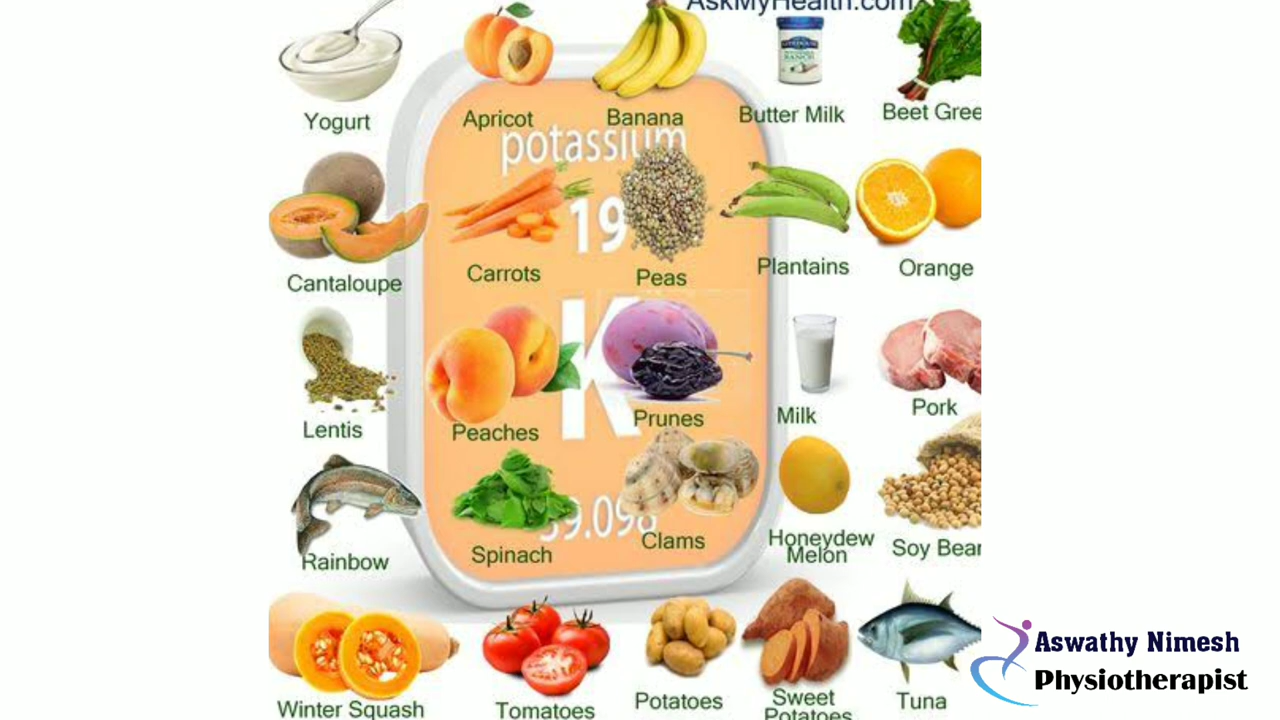 AskMyHealth.com
Yogurt
Apricot
Banana
Butter Milk
Beet Gree
potassium
19
Cantaloupe
Carrots
Peas
Plantains
Orange
K
Lentis
Peaches
Prunes
Milk
Pork
39.098
Rainbow
Spinach
Clams
Honeydew
Melon
Soy Bear
Winter Squash
Tomatoes
Potatoes
Sweet
Potatoes
Tuna
Aswathy Nimesh
Physiotherapist